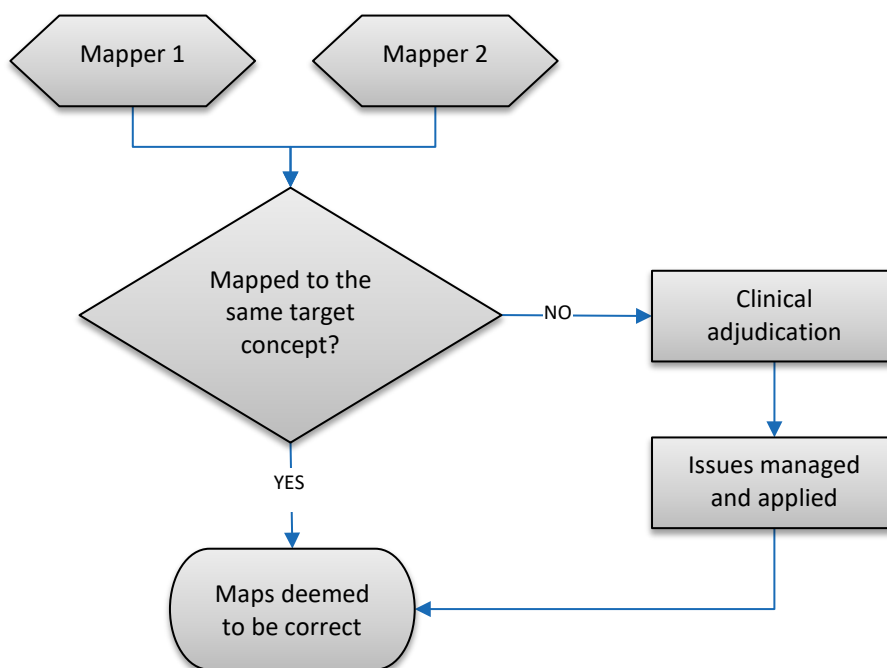 Mapper 1
Mapper 2
Mapped to the
same target
concept?
NO
Clinical
adjudication
Issues managed
and applied
YES
Maps deemed
to be correct